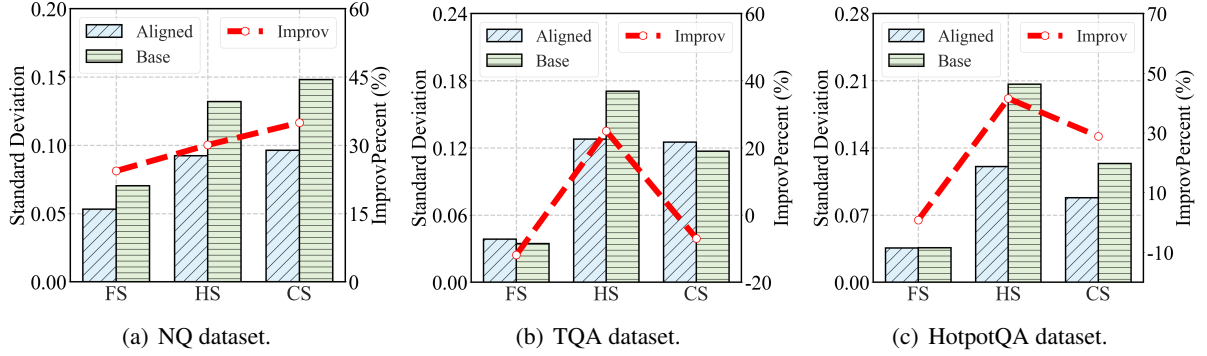 0.20
0.15
0.10
0.05
0.00
Standard Deviation
Aligned
Base
Improv
60
45
30
15
0
ImprovPercent (%)
FS HS CS
(a) NQ dataset.
0.24
0.18
0.12
0.06
0.00
Standard Deviation
Aligned
Base
Improv
60
40
20
0
-20
ImprovPercent (%)
FS HS CS
(b) TQA dataset.
0.28
0.21
0.14
0.07
0.00
Standard Deviation
Aligned
Base
Improv
70
50
30
10
-10
ImprovPercent (%)
FS HS CS
(c) HotpotQA dataset.